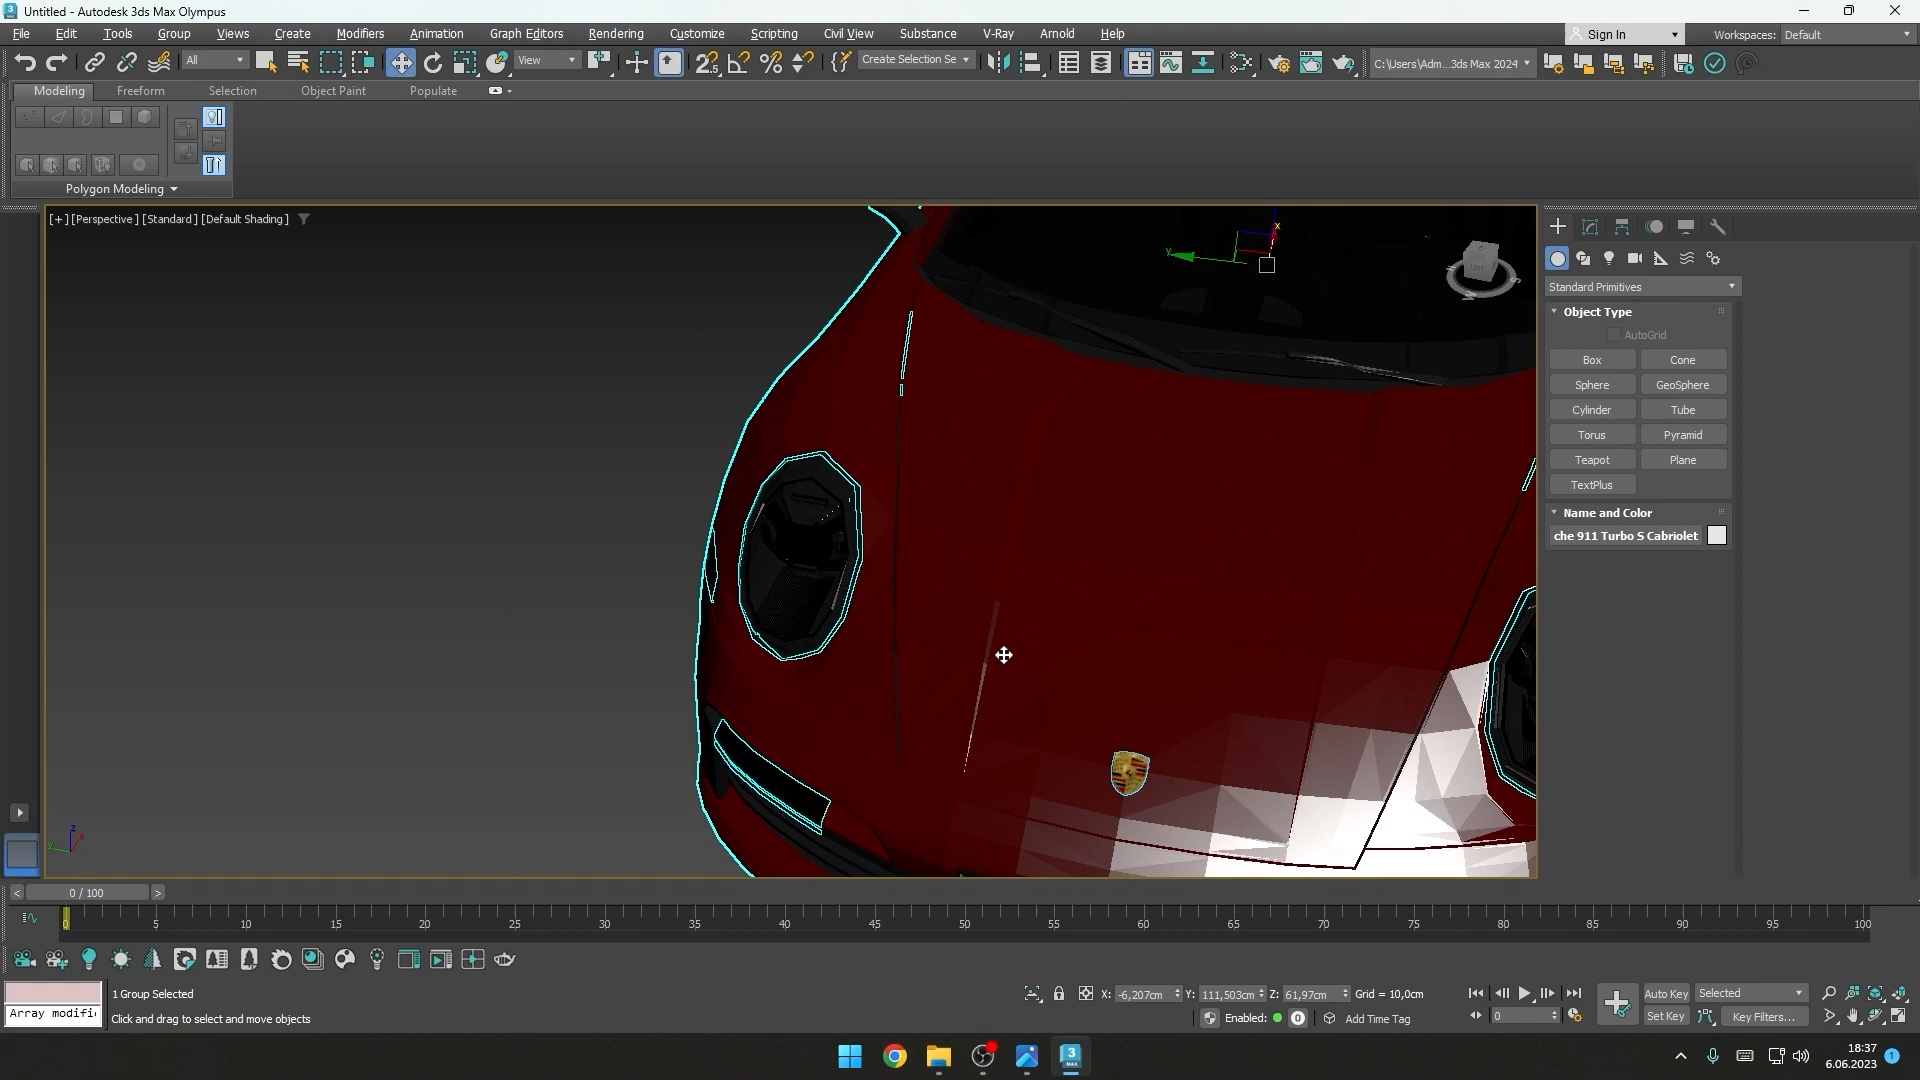 Untitled - Autodesk 3ds Max Olympus
File Edit Tools Group Views Create Modifiers Animation Graph Editors Rendering Customize Scripting Civil View Substance V-Ray Arnold Help
Sign In Workspaces: Default
All View Create Selection Se C:\Users\Adm...3ds Max 2024
Modeling Freeform Selection Object Paint Populate
Polygon Modeling
[+] [Perspective] [Standard] [Default Shading]
Standard Primitives
Object Type
AutoGrid
Box Cone
Sphere GeoSphere
Cylinder Tube
Torus Pyramid
Teapot Plane
TextPlus
Name and Color
che 911 Turbo S Cabriolet
0 / 100
0 5 10 15 20 25 30 35 40 45 50 55 60 65 70 75 80 85 90 95 100
1 Group Selected
Array modifi
Click and drag to select and move objects
X: -6,207cm Y: 111,503cm Z: 61,97cm Grid = 10,0cm
Enabled: 0 Add Time Tag
Auto Key Selected
0 Set Key Key Filters...
18:37
6.06.2023 1